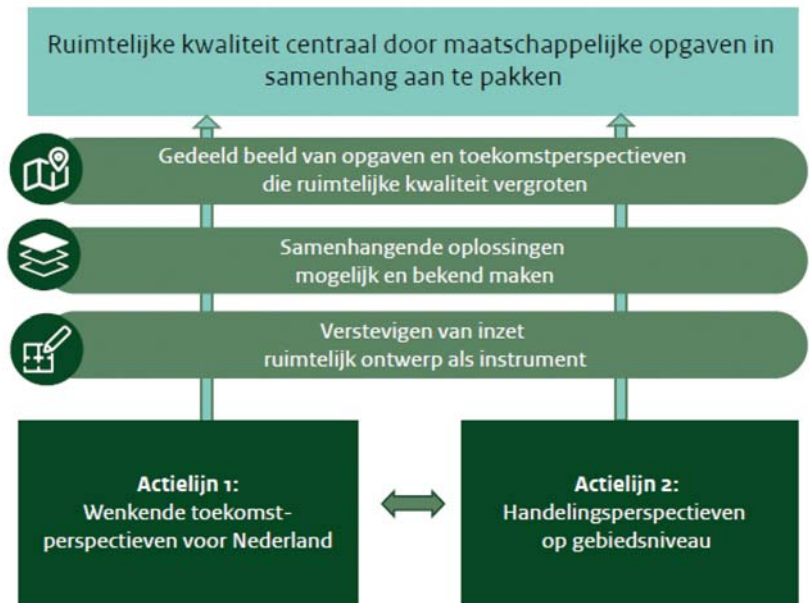 Ruimtelijke kwaliteit centraal door maatschappelijke opgaven in
samenhang aan te pakken
Gedeeld beeld van opgaven en toekomstperspectieven
die ruimtelijke kwaliteit vergroten
Samenhangende oplossingen
mogelijk en bekend maken
Verstevigen van inzet
ruimtelijk ontwerp als instrument
Actielijn 1:
Wenkende toekomst-
perspectieven voor Nederland
Actielijn 2:
Handelingsperspectieven
op gebiedsniveau